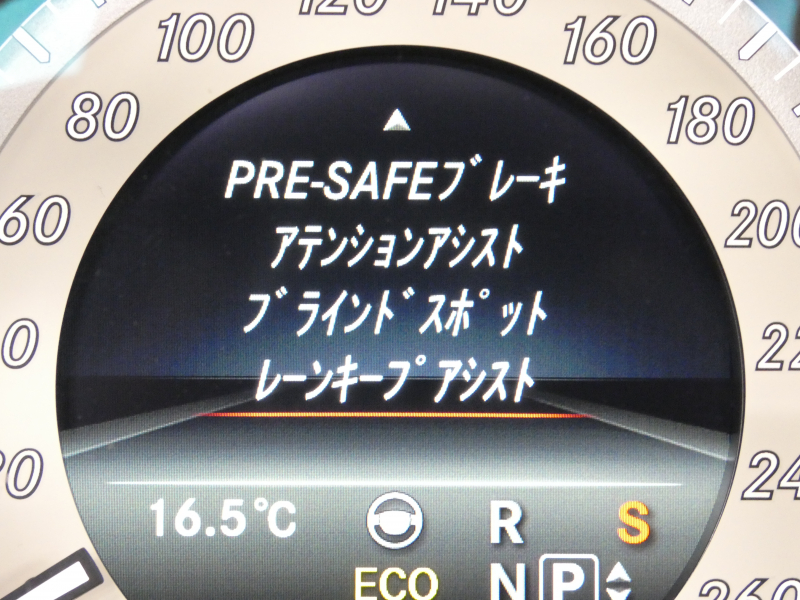 120 140
100 160
80 180
60 200
PRE-SAFEﾌﾞﾚｰｷ
ｱﾃﾝｼｮﾝｱｼｽﾄ
ﾌﾞﾗｲﾝﾄﾞｽﾎﾟｯﾄ
ﾚｰﾝｷｰﾌﾟｱｼｽﾄ
240
16.5℃ R S
ECO N P
260